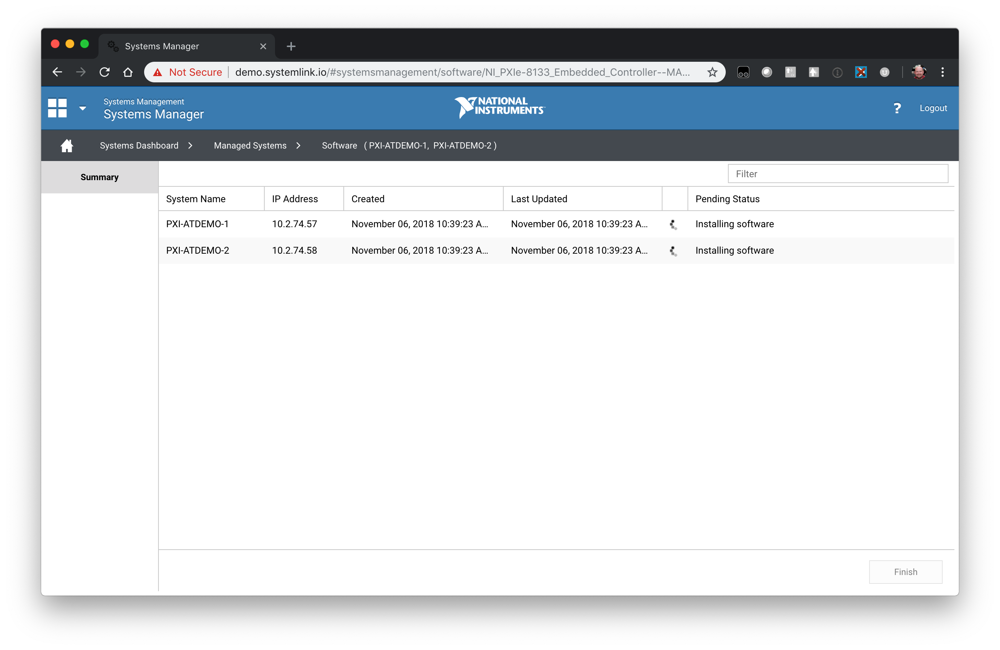 Systems Manager
Not Secure demo.systemlink.io/#systemsmanagement/software/NI_PXIe-8133_Embedded_Controller--MA...
Systems Management
Systems Manager
NATIONAL
INSTRUMENTS™
? Logout
Systems Dashboard Managed Systems Software ( PXI-ATDEMO-1, PXI-ATDEMO-2 )
Summary
Filter
System Name IP Address Created Last Updated Pending Status
PXI-ATDEMO-1 10.2.74.57 November 06, 2018 10:39:23 A... November 06, 2018 10:39:23 A... Installing software
PXI-ATDEMO-2 10.2.74.58 November 06, 2018 10:39:23 A... November 06, 2018 10:39:23 A... Installing software
Finish